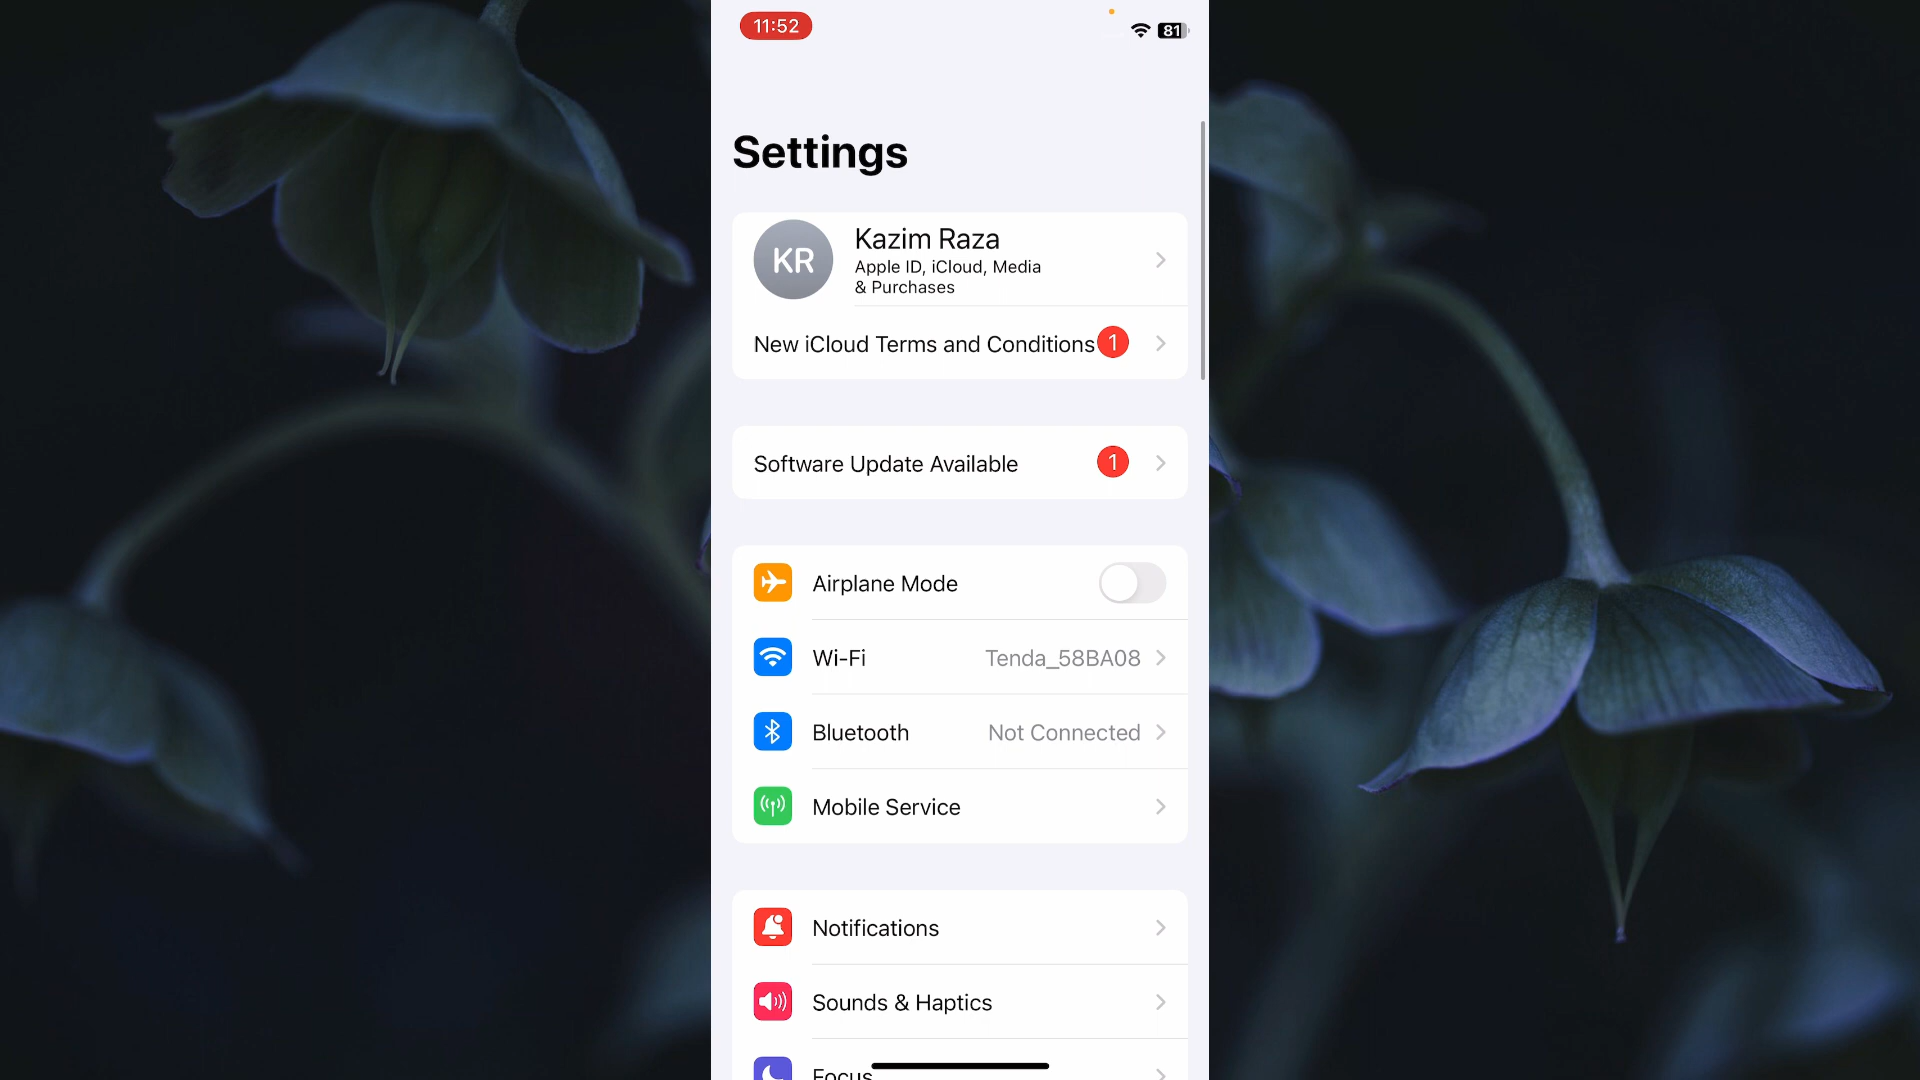 11:52
81
Settings
KR
Kazim Raza
Apple ID, iCloud, Media
& Purchases
New iCloud Terms and Conditions 1
Software Update Available 1
Airplane Mode
Wi-Fi Tenda_58BA08
Bluetooth Not Connected
Mobile Service
Notifications
Sounds & Haptics
Focus